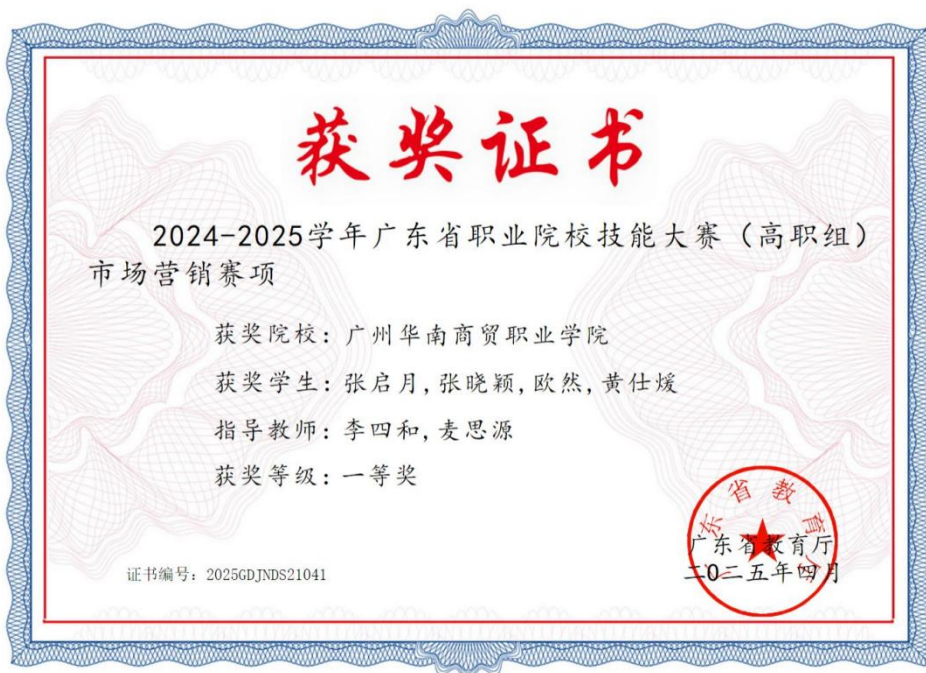 获奖证书
2024-2025学年广东省职业院校技能大赛（高职组）
市场营销赛项
获奖院校：广州华南商贸职业学院
获奖学生：张启月,张晓颖,欧然,黄仕煖
指导教师：李四和,麦思源
获奖等级：一等奖
广东省教育厅
广东省教育厅
二〇二五年四月
证书编号：2025GDJNDS21041